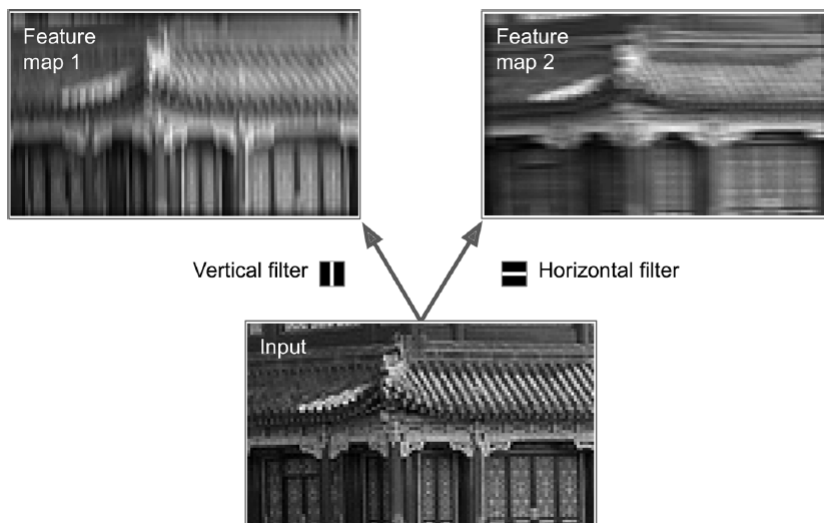 Feature
map 1
Feature
map 2
Vertical filter
Horizontal filter
Input